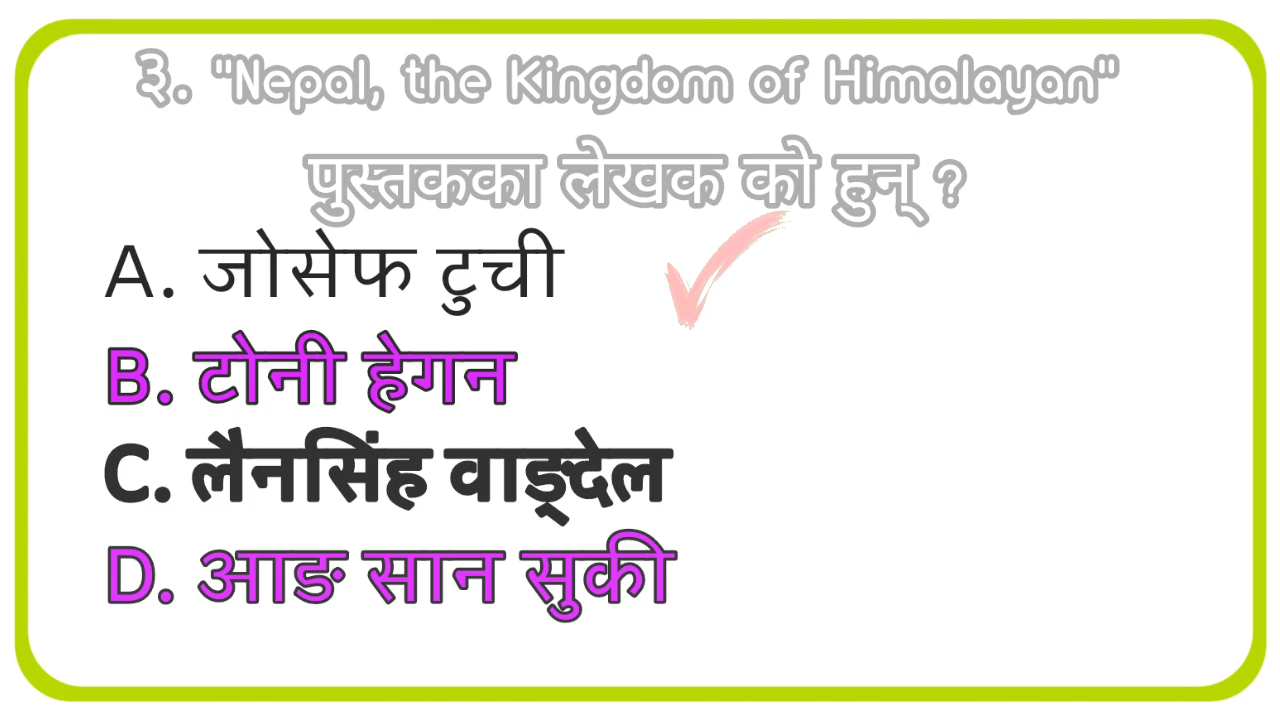 ३. "Nepal, the Kingdom of Himalayan"
पुस्तकका लेखक को हुन् ?
A. जोसेफ टुची
B. टोनी हेगन
C. लैनसिंह वाङ्देल
D. आङ सान सुकी